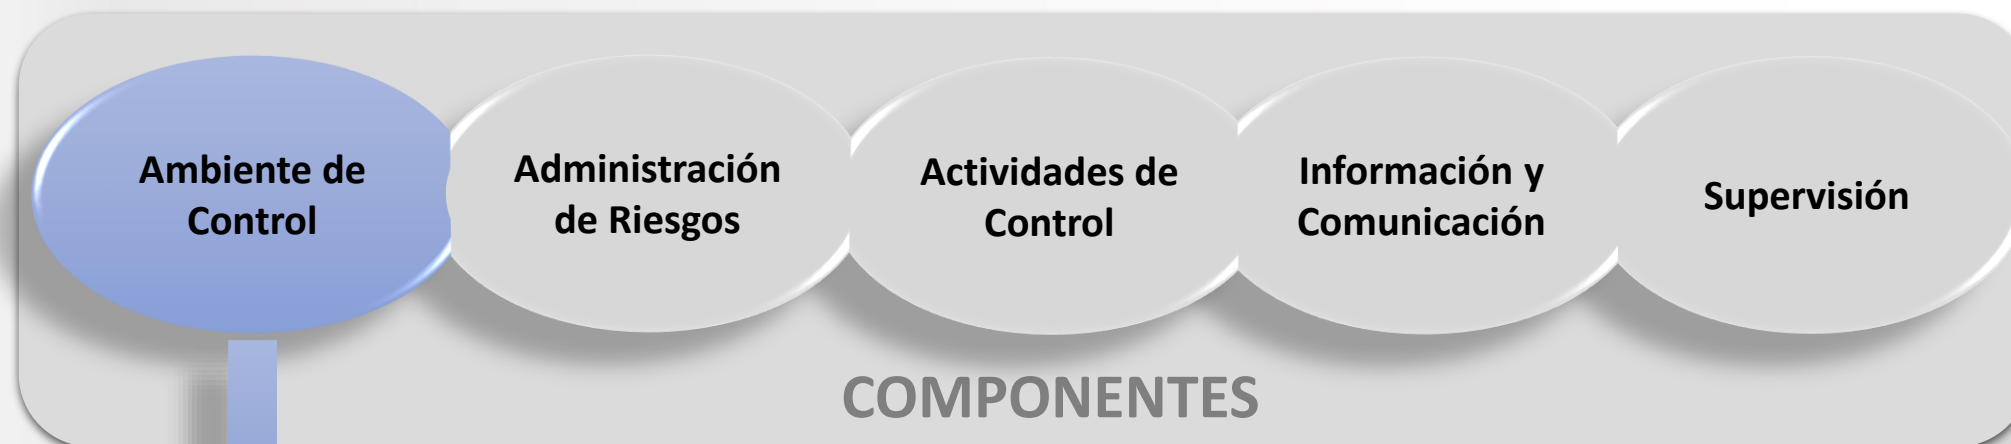 Ambiente de
Control
Administración
de Riesgos
Actividades de
Control
Información y
Comunicación
Supervisión
COMPONENTES